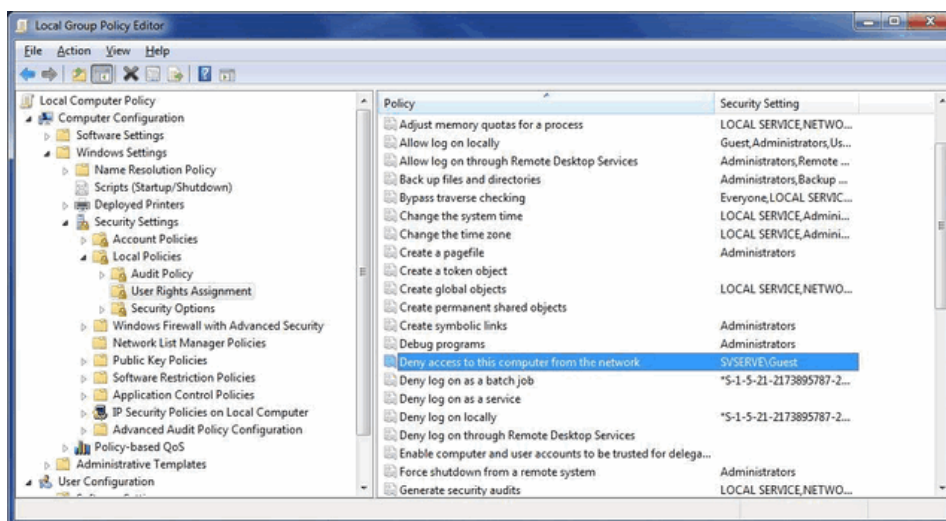 Local Group Policy Editor
File Action View Help
Local Computer Policy
Computer Configuration
Software Settings
Windows Settings
Name Resolution Policy
Scripts (Startup/Shutdown)
Deployed Printers
Security Settings
Account Policies
Local Policies
Audit Policy
User Rights Assignment
Security Options
Windows Firewall with Advanced Security
Network List Manager Policies
Public Key Policies
Software Restriction Policies
Application Control Policies
IP Security Policies on Local Computer
Advanced Audit Policy Configuration
Policy-based QoS
Administrative Templates
User Configuration
Policy Security Setting
Adjust memory quotas for a process LOCAL SERVICE,NETWO...
Allow log on locally Guest,Administrators,Us...
Allow log on through Remote Desktop Services Administrators,Remote ...
Back up files and directories Administrators,Backup ...
Bypass traverse checking Everyone,LOCAL SERVIC...
Change the system time LOCAL SERVICE,Admini...
Change the time zone LOCAL SERVICE,Admini...
Create a pagefile Administrators
Create a token object
Create global objects LOCAL SERVICE,NETWO...
Create permanent shared objects
Create symbolic links Administrators
Debug programs Administrators
Deny access to this computer from the network SVSERVE\Guest
Deny log on as a batch job *S-1-5-21-2173895787-2...
Deny log on as a service
Deny log on locally *S-1-5-21-2173895787-2...
Deny log on through Remote Desktop Services
Enable computer and user accounts to be trusted for delega...
Force shutdown from a remote system Administrators
Generate security audits LOCAL SERVICE,NETWO...